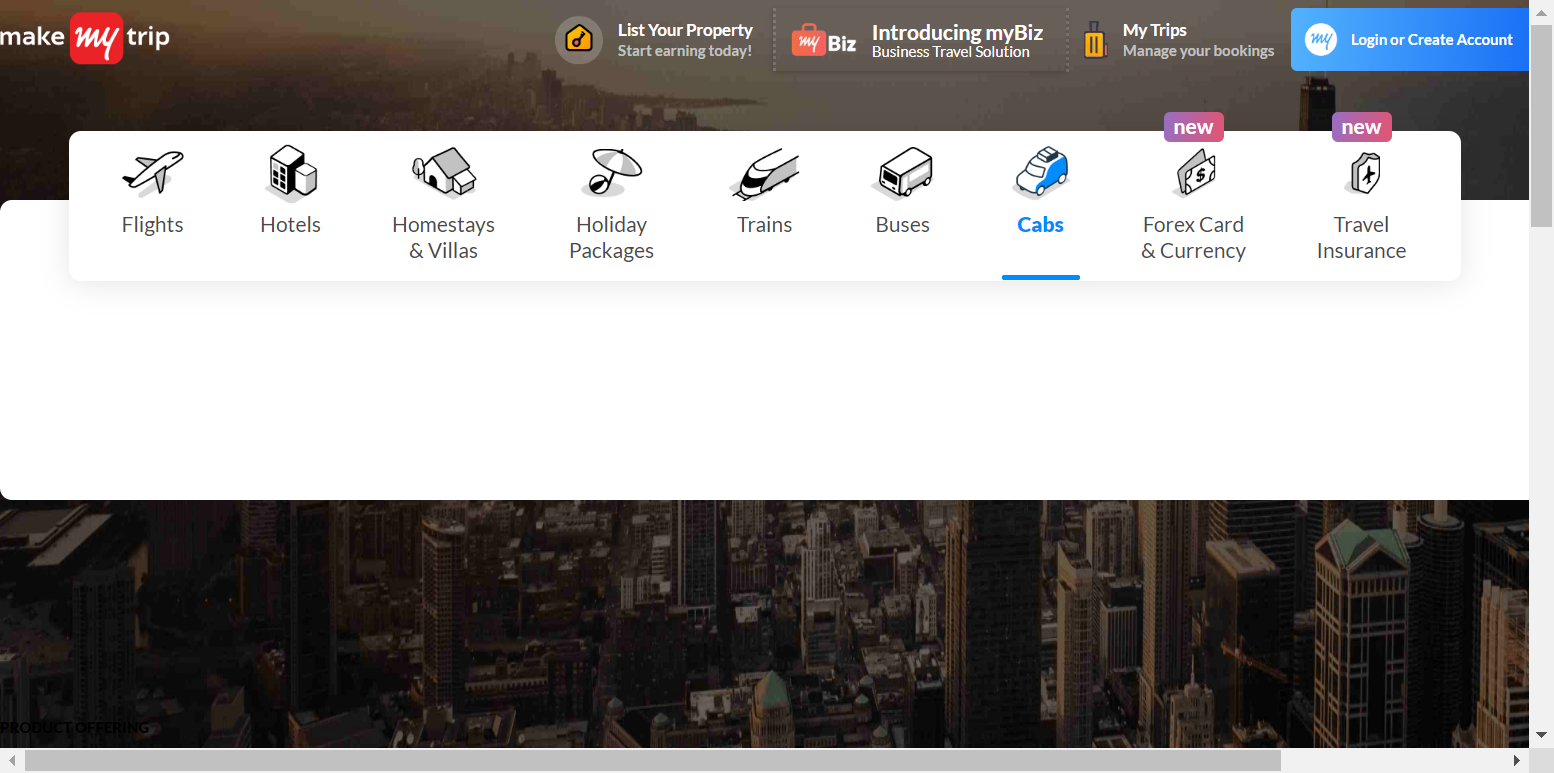 make my trip
List Your Property
Start earning today!
my Biz
Introducing myBiz
Business Travel Solution
My Trips
Manage your bookings
my
Login or Create Account
new
new
Flights
Hotels
Homestays
& Villas
Holiday
Packages
Trains
Buses
Cabs
Forex Card
& Currency
Travel
Insurance
$
PRODUCT OFFERING